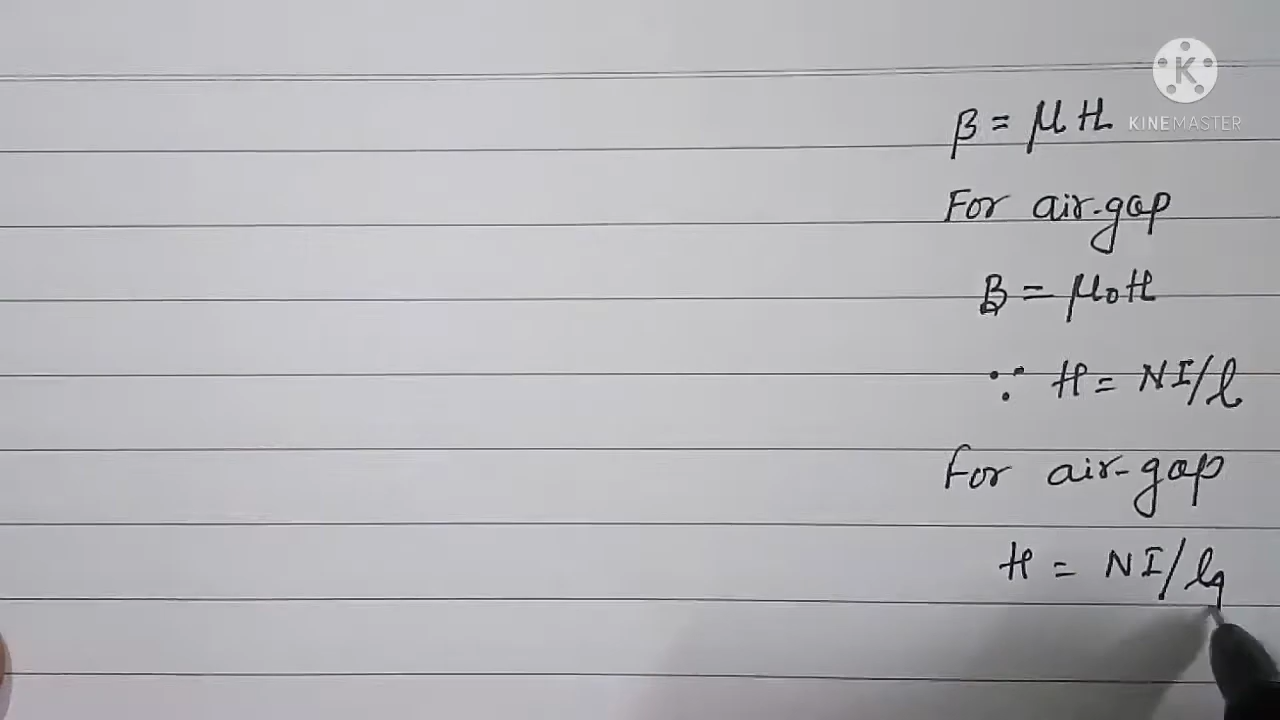 K
KINEMASTER
B = μH
For air-gap
B = μ0H
∵ H = NI/l
For air-gap
H = NI/lg